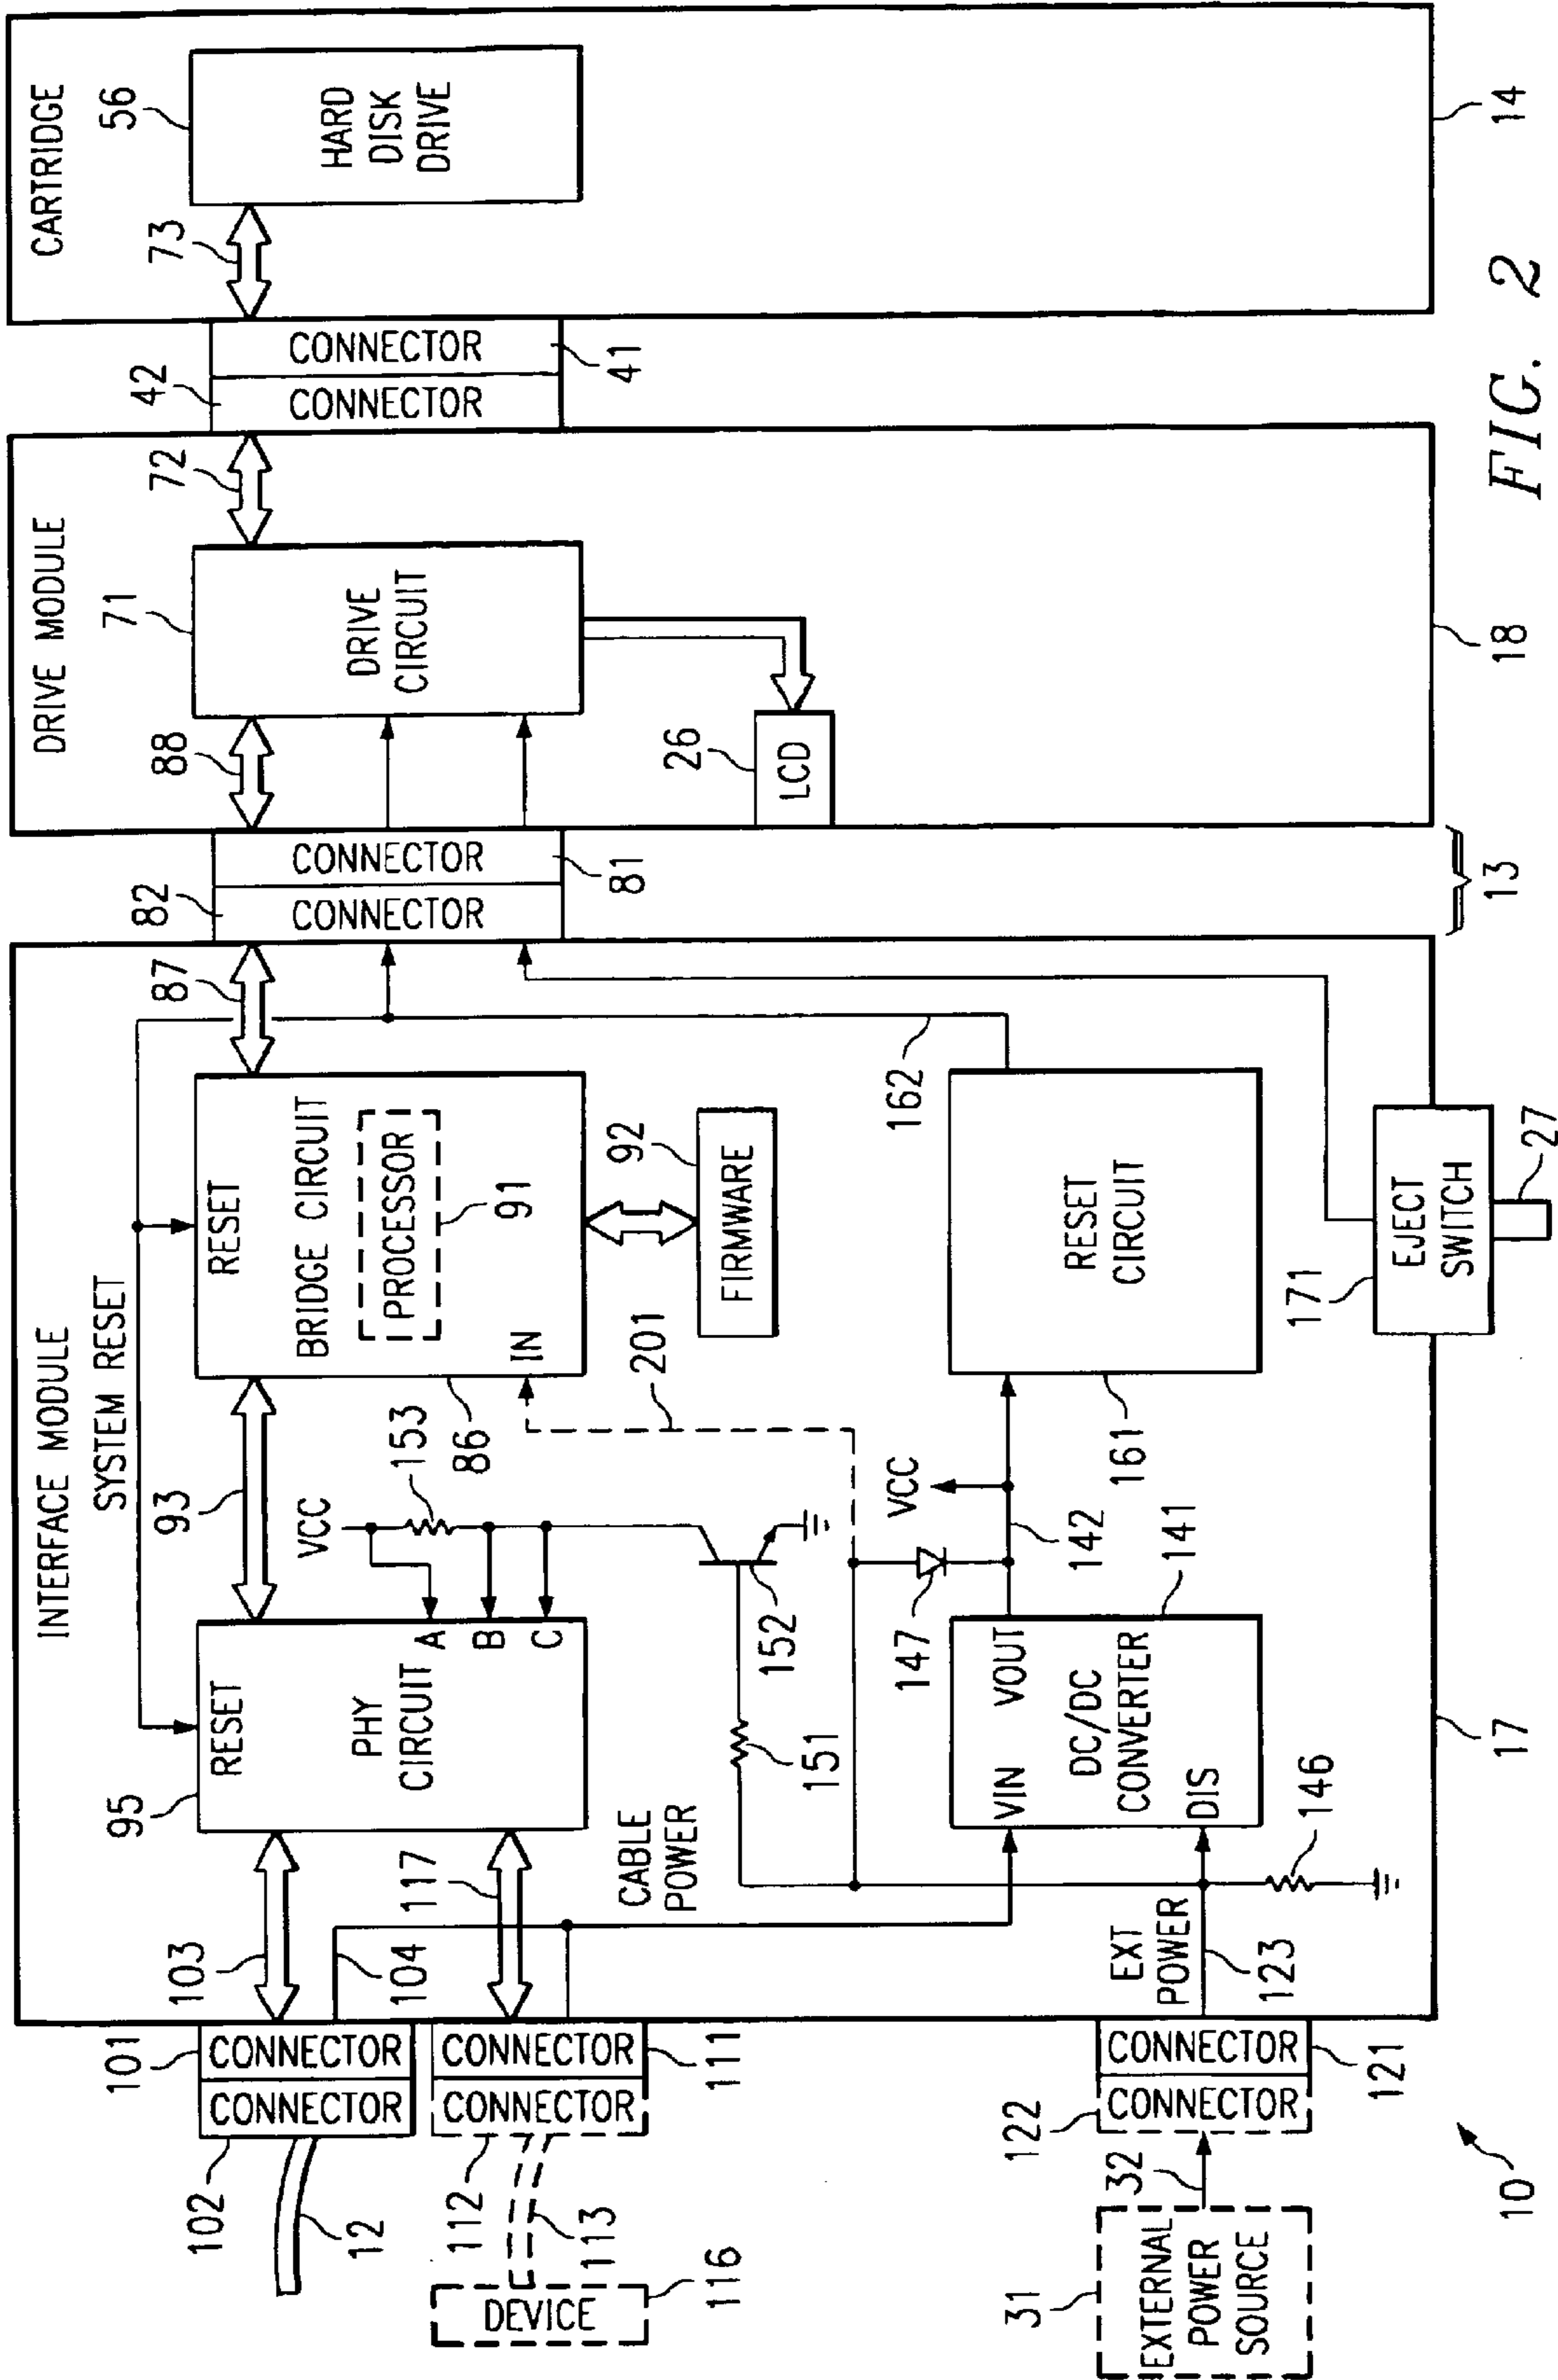 INTERFACE MODULE
SYSTEM RESET
DRIVE MODULE
CARTRIDGE
101
CONNECTOR
CONNECTOR
102
12
103
104
95
RESET
PHY
CIRCUIT
A
B
C
93
VCC
153
86
RESET
BRIDGE CIRCUIT
PROCESSOR
91
IN
87
92
FIRMWARE
201
82
CONNECTOR
CONNECTOR
81
88
71
DRIVE
CIRCUIT
72
26
LCD
42
CONNECTOR
CONNECTOR
41
73
56
HARD
DISK
DRIVE
CONNECTOR
CONNECTOR
111
112
113
DEVICE
116
117
CABLE
POWER
151
152
147
VCC
142
141
VIN
VOUT
DC/DC
CONVERTER
DIS
146
161
RESET
CIRCUIT
162
EXT
POWER
123
CONNECTOR
CONNECTOR
121
122
32
31
EXTERNAL
POWER
SOURCE
171
EJECT
SWITCH
27
10
17
13
18
14
FIG. 2